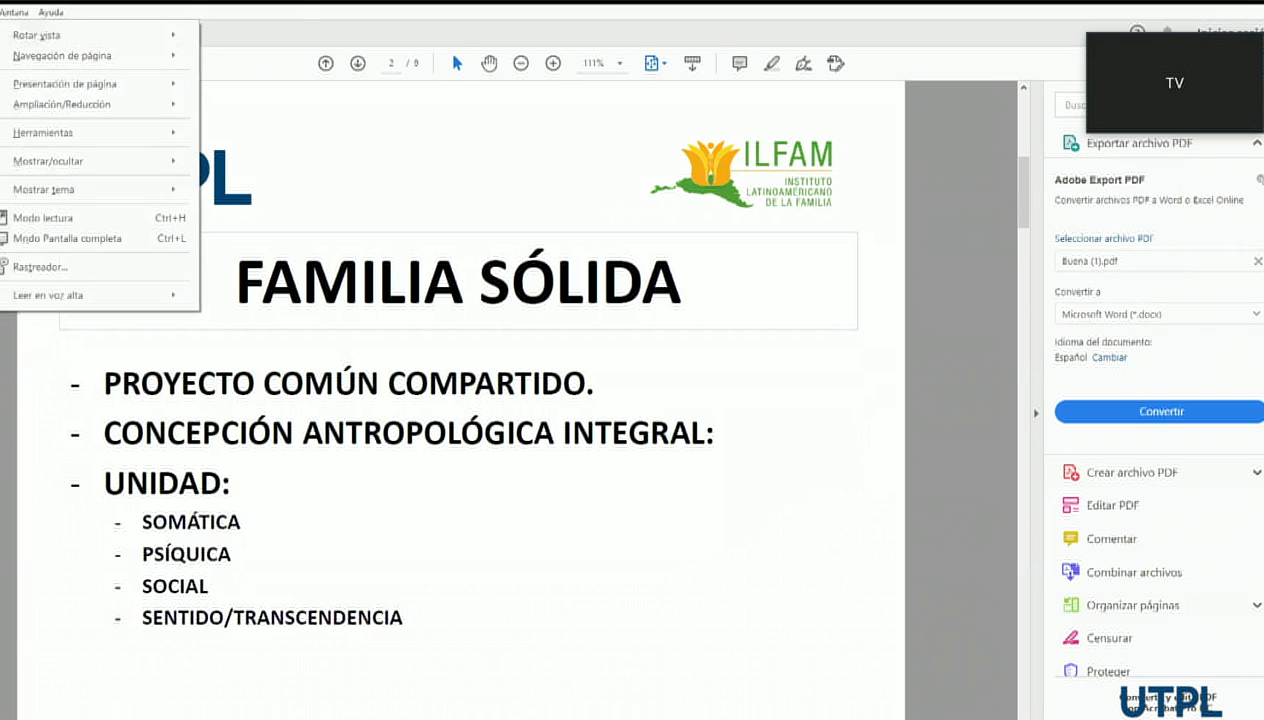 Ventana Ayuda
Rotar vista
Navegación de página
Presentación de página
Ampliación/Reducción
Herramientas
Mostrar/ocultar
Mostrar tema
Modo lectura Ctrl+H
Modo Pantalla completa Ctrl+L
Rastreador...
Leer en voz alta
2 / 9
111%
TV
PL
ILFAM
INSTITUTO
LATINOAMERICANO
DE LA FAMILIA
FAMILIA SÓLIDA
- PROYECTO COMÚN COMPARTIDO.
- CONCEPCIÓN ANTROPOLÓGICA INTEGRAL:
- UNIDAD:
- SOMÁTICA
- PSÍQUICA
- SOCIAL
- SENTIDO/TRANSCENDENCIA
Exportar archivo PDF
Adobe Export PDF
Convertir archivos PDF a Word o Excel Online
Seleccionar archivo PDF
Buena (1).pdf
Convertir a
Microsoft Word (*.docx)
Idioma del documento:
Español Cambiar
Convertir
Crear archivo PDF
Editar PDF
Comentar
Combinar archivos
Organizar páginas
Censurar
Proteger
UTPL